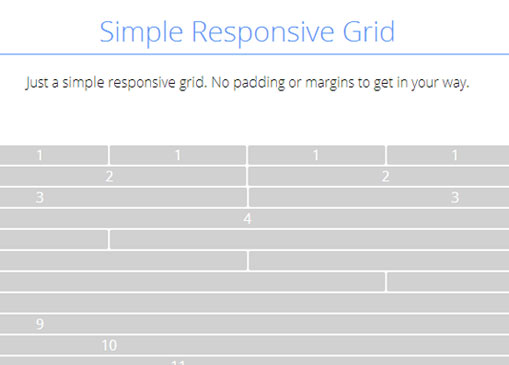 Simple Responsive Grid
Just a simple responsive grid. No padding or margins to get in your way.
1 1 1 1
2 2
3 3
4
9
10
11